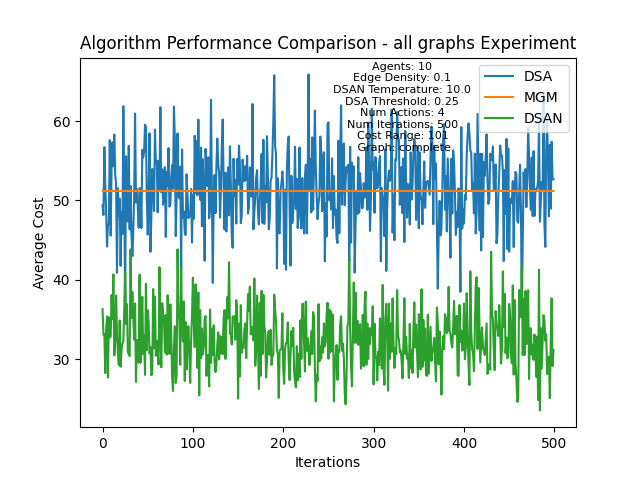 Algorithm Performance Comparison - all graphs Experiment
Agents: 10
Edge Density: 0.1
DSAN Temperature: 10.0
DSA Threshold: 0.25
Num Actions: 4
Num Iterations: 500
Cost Range: 101
Graph: complete
DSA
MGM
DSAN
Average Cost
60
50
40
30
0
100
200
300
400
500
Iterations